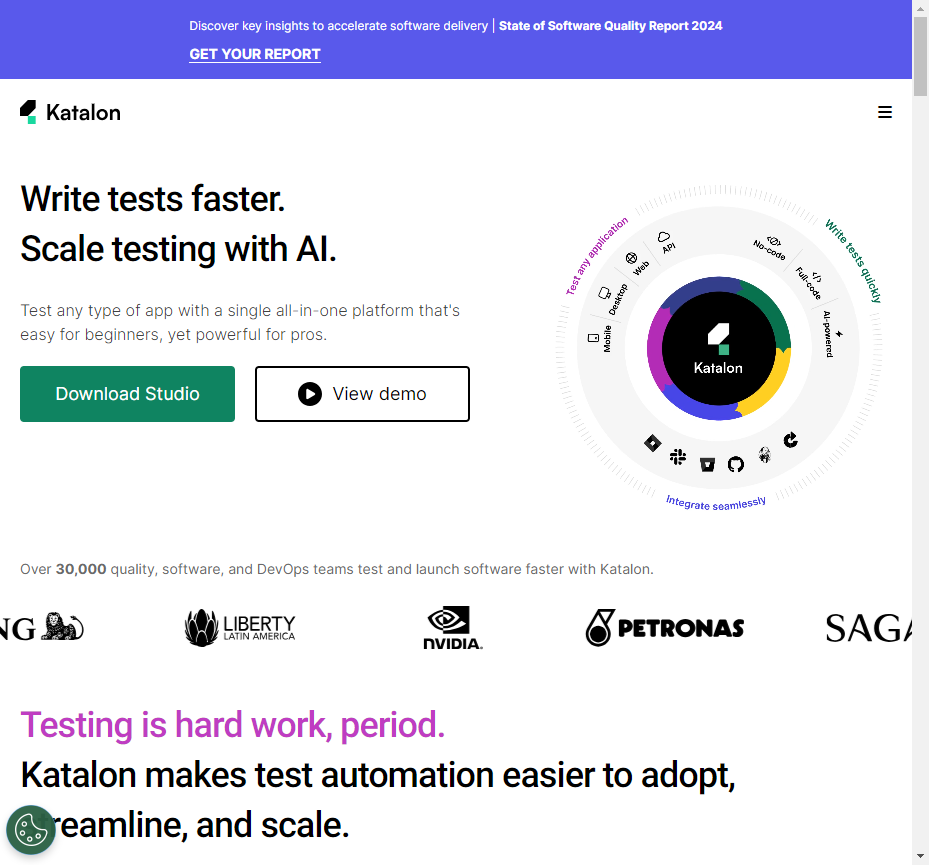 Discover key insights to accelerate software delivery | State of Software Quality Report 2024
GET YOUR REPORT
Katalon
Write tests faster.
Scale testing with AI.
Test any type of app with a single all-in-one platform that's
easy for beginners, yet powerful for pros.
Download Studio
View demo
Test any application
Mobile
Desktop
Web
API
Write tests quickly
No-code
Full-code
AI-powered
Katalon
Integrate seamlessly
Over 30,000 quality, software, and DevOps teams test and launch software faster with Katalon.
NG
LIBERTY
LATIN AMERICA
NVIDIA.
PETRONAS
SAGA
Testing is hard work, period.
Katalon makes test automation easier to adopt,
treamline, and scale.